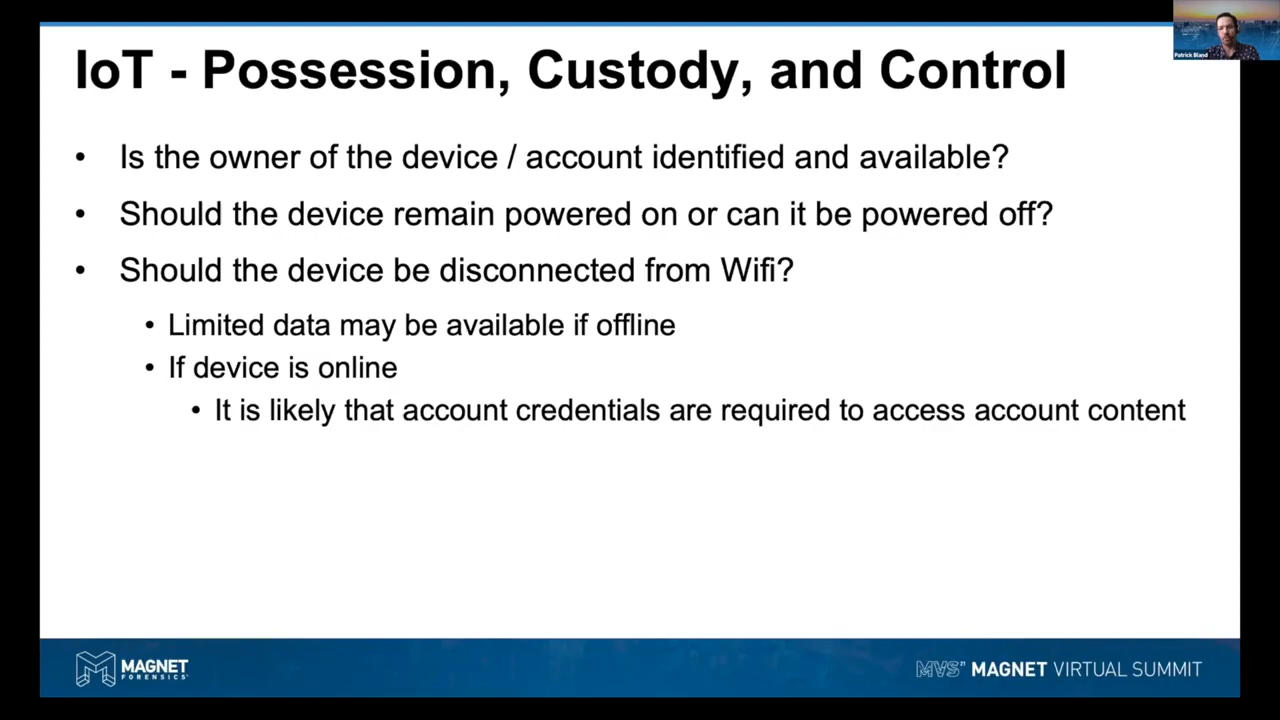 Patrick Bland
IoT - Possession, Custody, and Control
• Is the owner of the device / account identified and available?
• Should the device remain powered on or can it be powered off?
• Should the device be disconnected from Wifi?
• Limited data may be available if offline
• If device is online
• It is likely that account credentials are required to access account content
MAGNET
FORENSICS
MVS MAGNET VIRTUAL SUMMIT